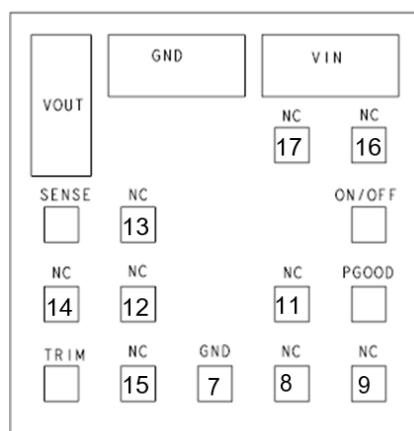 GND VIN
VOUT
NC NC
17 16
SENSE NC ON/OFF
13
NC NC NC PGOOD
14 12 11
TRIM NC GND NC NC
15 7 8 9